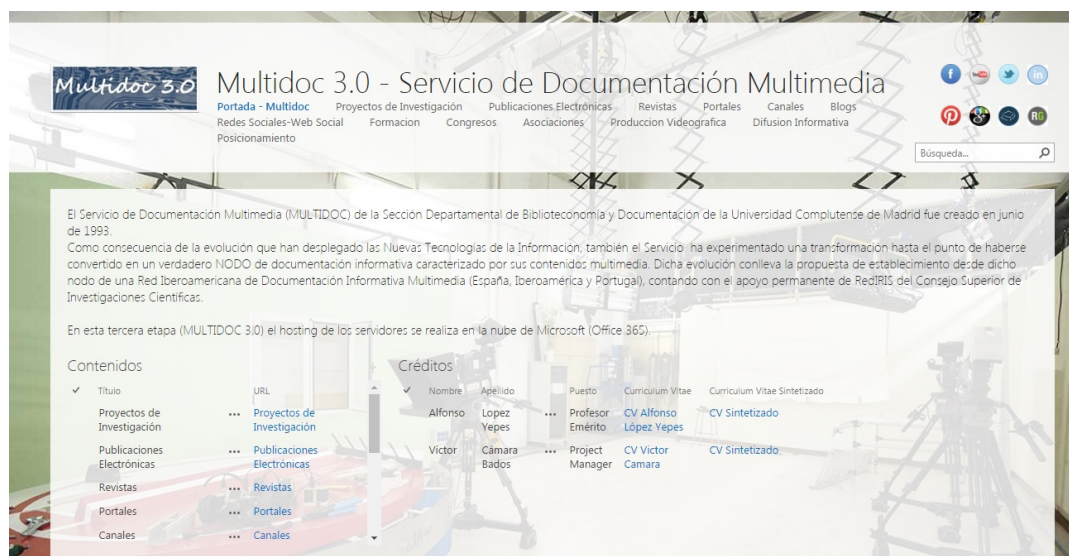 Multidoc 3.0
Multidoc 3.0 - Servicio de Documentación Multimedia
Portada - Multidoc Proyectos de Investigación Publicaciones Electrónicas Revistas Portales Canales Blogs
Redes Sociales-Web Social Formacion Congresos Asociaciones Produccion Videografica Difusion Informativa
Posicionamiento
Búsqueda...
El Servicio de Documentación Multimedia (MULTIDOC) de la Sección Departamental de Biblioteconomía y Documentación de la Universidad Complutense de Madrid fue creado en junio
de 1993.
Como consecuencia de la evolución que han desplegado las Nuevas Tecnologías de la Información, también el Servicio ha experimentado una transformación hasta el punto de haberse
convertido en un verdadero NODO de documentación informativa caracterizado por sus contenidos multimedia. Dicha evolución conlleva la propuesta de establecimiento desde dicho
nodo de una Red Iberoamericana de Documentación Informativa Multimedia (España, Iberoamérica y Portugal), contando con el apoyo permanente de RedIRIS del Consejo Superior de
Investigaciones Científicas.
En esta tercera etapa (MULTIDOC 3.0) el hosting de los servidores se realiza en la nube de Microsoft (Office 365).
Contenidos
Título URL
Proyectos de ... Proyectos de
Investigación Investigación
Publicaciones ... Publicaciones
Electrónicas Electrónicas
Revistas ... Revistas
Portales ... Portales
Canales ... Canales
Créditos
Nombre Apellido Puesto Curriculum Vitae Curriculum Vitae Sintetizado
Alfonso Lopez ... Profesor CV Alfonso CV Sintetizado
Yepes Emérito López Yepes
Víctor Cámara ... Project CV Victor CV Sintetizado
Bados Manager Camara